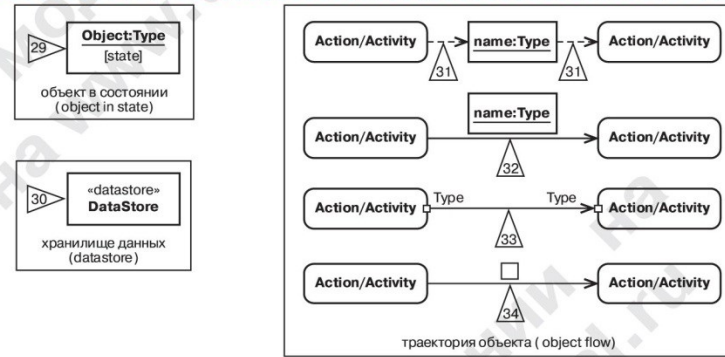 29
Object:Type
[state]
объект в состоянии
(object in state)
30
«datastore»
DataStore
хранилище данных
(datastore)
Action/Activity name:Type Action/Activity
31 31
name:Type
Action/Activity Action/Activity
32
Type Type
Action/Activity Action/Activity
33
Action/Activity Action/Activity
34
траектория объекта ( object flow)